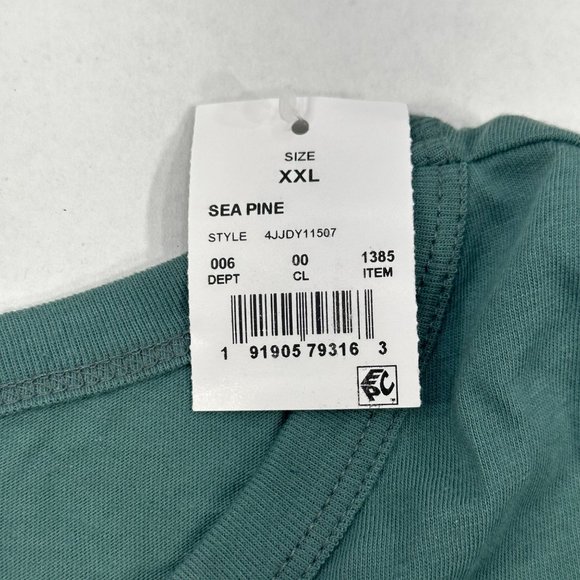 SIZE
XXL
SEA PINE
STYLE 4JJDY11507
006 00 1385
DEPT CL ITEM
1 91905 79316 3
EPC